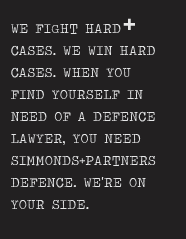 WE FIGHT HARD+
CASES. WE WIN HARD
CASES. WHEN YOU
FIND YOURSELF IN
NEED OF A DEFENCE
LAWYER, YOU NEED
SIMMONDS+PARTNERS
DEFENCE. WE'RE ON
YOUR SIDE.